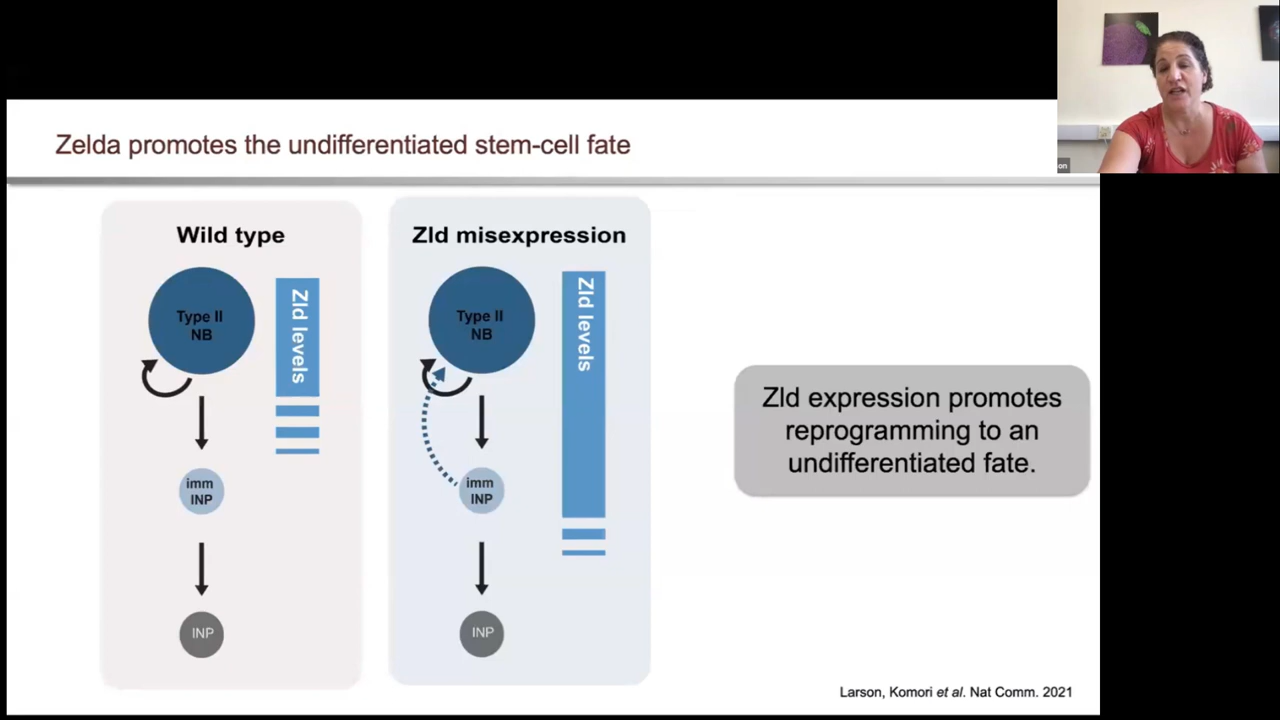 Zelda promotes the undifferentiated stem-cell fate
Wild type
Type II
NB
Zld levels
imm
INP
INP
Zld misexpression
Type II
NB
Zld levels
imm
INP
INP
Zld expression promotes
reprogramming to an
undifferentiated fate.
Larson, Komori et al. Nat Comm. 2021
on